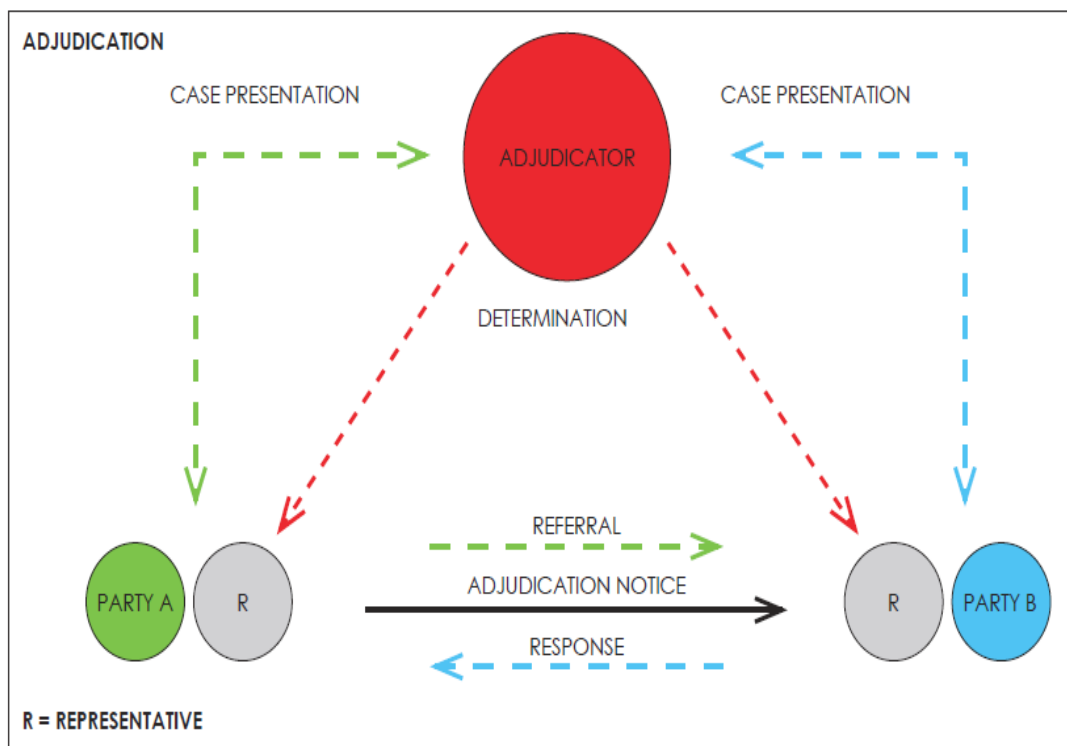 ADJUDICATION
CASE PRESENTATION
CASE PRESENTATION
ADJUDICATOR
DETERMINATION
REFERRAL
ADJUDICATION NOTICE
PARTY A
R
R
PARTY B
RESPONSE
R = REPRESENTATIVE